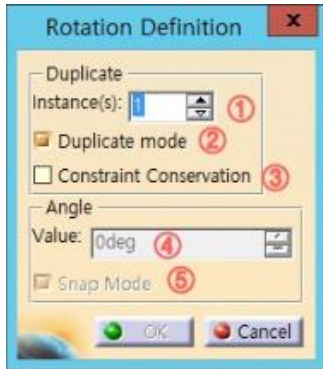 Rotation Definition x
Duplicate
Instance(s): 1 ①
Duplicate mode ②
Constraint Conservation ③
Angle
Value: 0deg ④
Snap Mode ⑤
OK Cancel